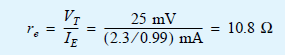 r_e = V_T / I_E = 25 mV / (2.3/0.99) mA = 10.8 Ω